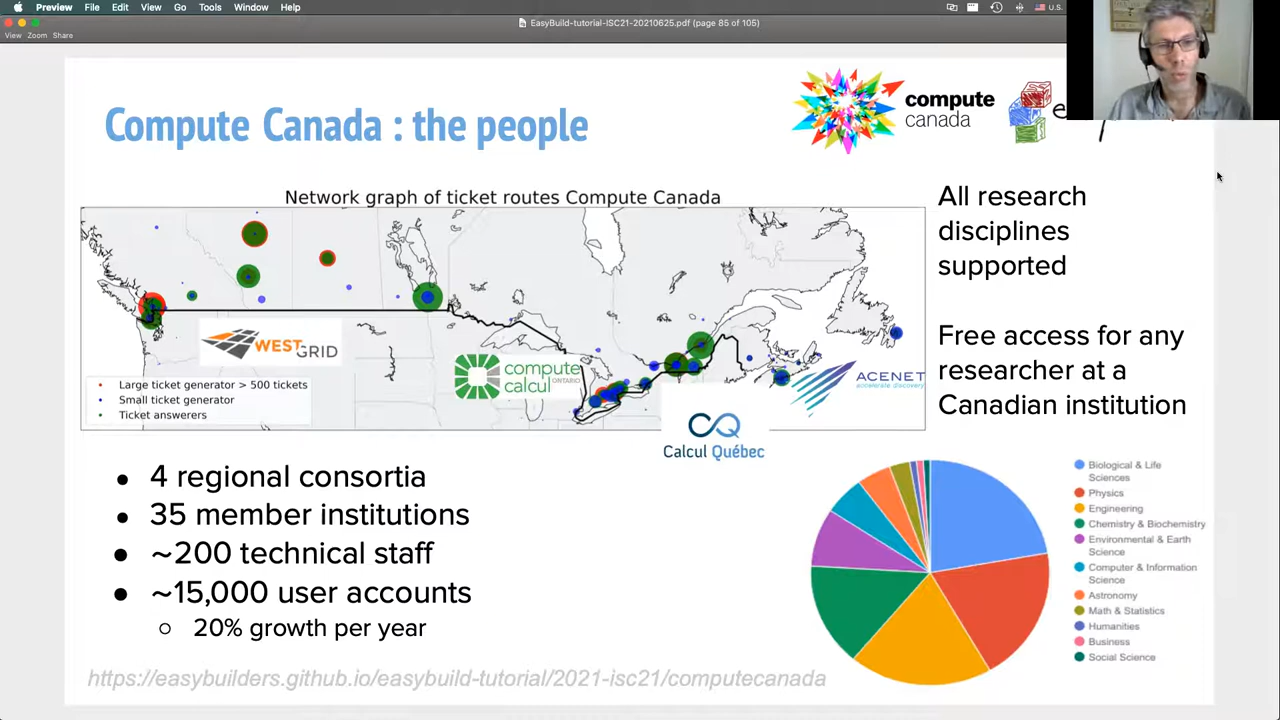 Preview File Edit View Go Tools Window Help
U.S.
EasyBuild-tutorial-ISC21-20210625.pdf (page 85 of 105)
View Zoom Share
Compute Canada : the people
compute
canada
Network graph of ticket routes Compute Canada
WESTGRID
compute
calcul ONTARIO
ACENET
accelerate discovery
Calcul Québec
Large ticket generator > 500 tickets
Small ticket generator
Ticket answerers
All research
disciplines
supported
Free access for any
researcher at a
Canadian institution
4 regional consortia
35 member institutions
~200 technical staff
~15,000 user accounts
20% growth per year
Biological & Life
Sciences
Physics
Engineering
Chemistry & Biochemistry
Environmental & Earth
Science
Computer & Information
Science
Astronomy
Math & Statistics
Humanities
Business
Social Science
https://easybuilders.github.io/easybuild-tutorial/2021-isc21/computecanada